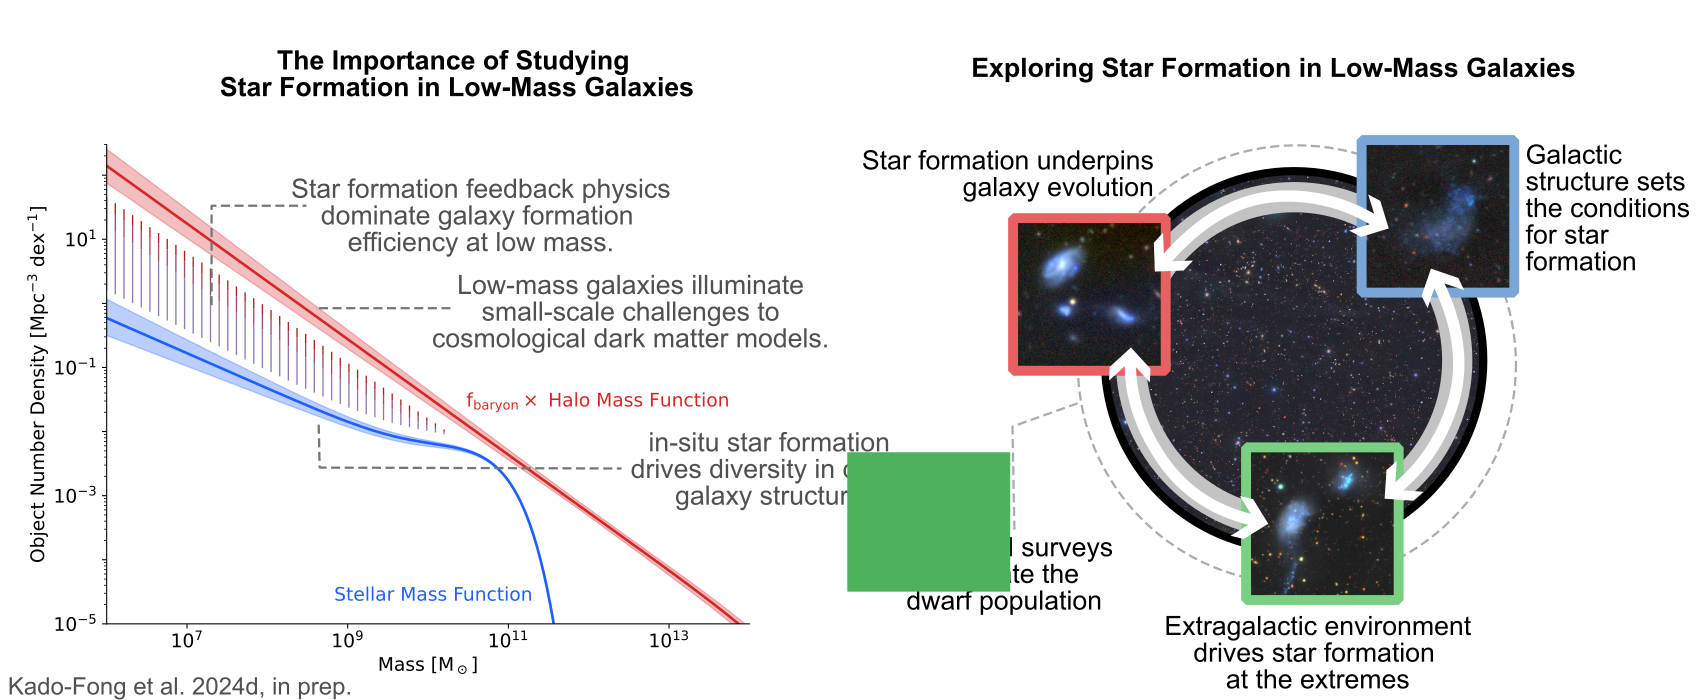 The Importance of Studying
Star Formation in Low-Mass Galaxies
Star formation feedback physics
dominate galaxy formation
efficiency at low mass.
Low-mass galaxies illuminate
small-scale challenges to
cosmological dark matter models.
f_baryon × Halo Mass Function
in-situ star formation
drives diversity in
galaxy
Stellar Mass Function
Object Number Density [Mpc⁻³ dex⁻¹]
10¹
10⁻¹
10⁻³
10⁻⁵
10⁷
10⁹
10¹¹
10¹³
Mass [M_⊙]
Kado-Fong et al. 2024d, in prep.
Exploring Star Formation in Low-Mass Galaxies
Star formation underpins
galaxy evolution
Galactic
structure sets
the conditions
for star
formation
surveys
the
dwarf population
Extragalactic environment
drives star formation
at the extremes